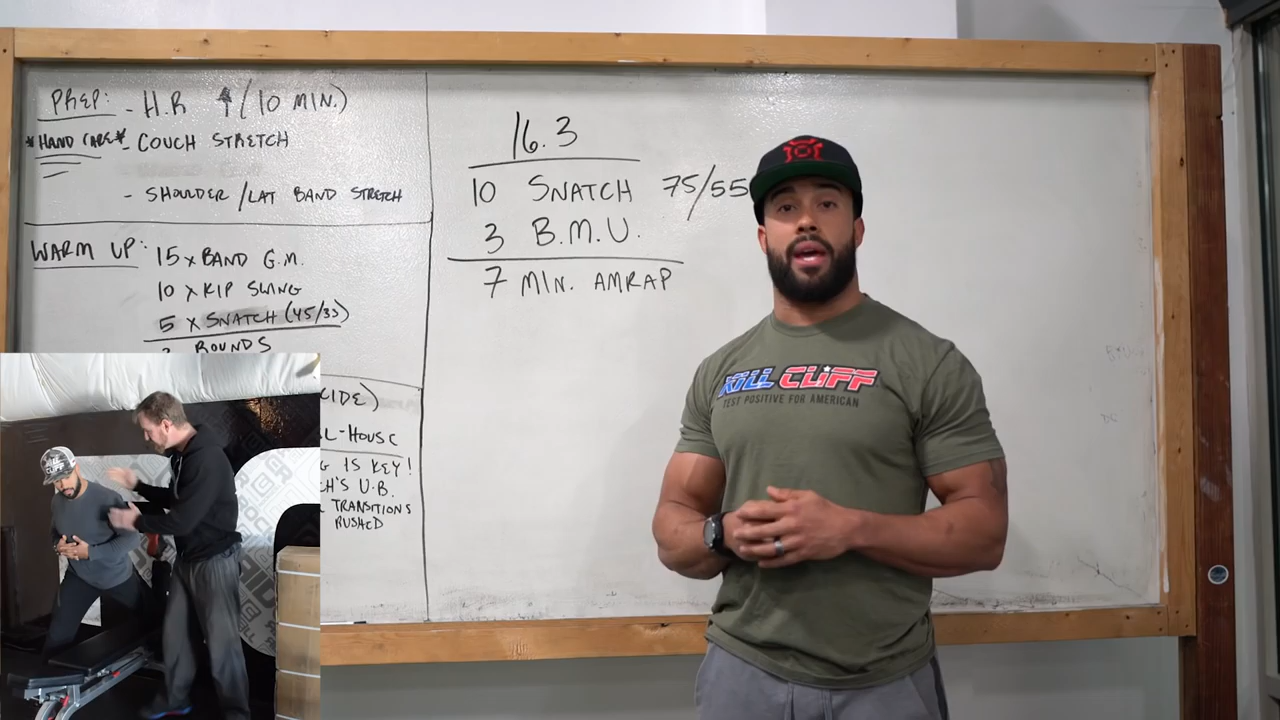 PREP: - H.R ↑ (10 MIN.)
*HAND CARE* - COUCH STRETCH
- SHOULDER / LAT BAND STRETCH
WARM UP: 15 x BAND G.M.
10 x KIP SWING
5 x SNATCH (45/35)
ROUNDS
IS KEY!
U.B.
TRANSITIONS
RUSHED
16.3
10 SNATCH 75/55
3 B.M.U.
7 MIN. AMRAP
KILL CLIFF
TEST POSITIVE FOR AMERICAN